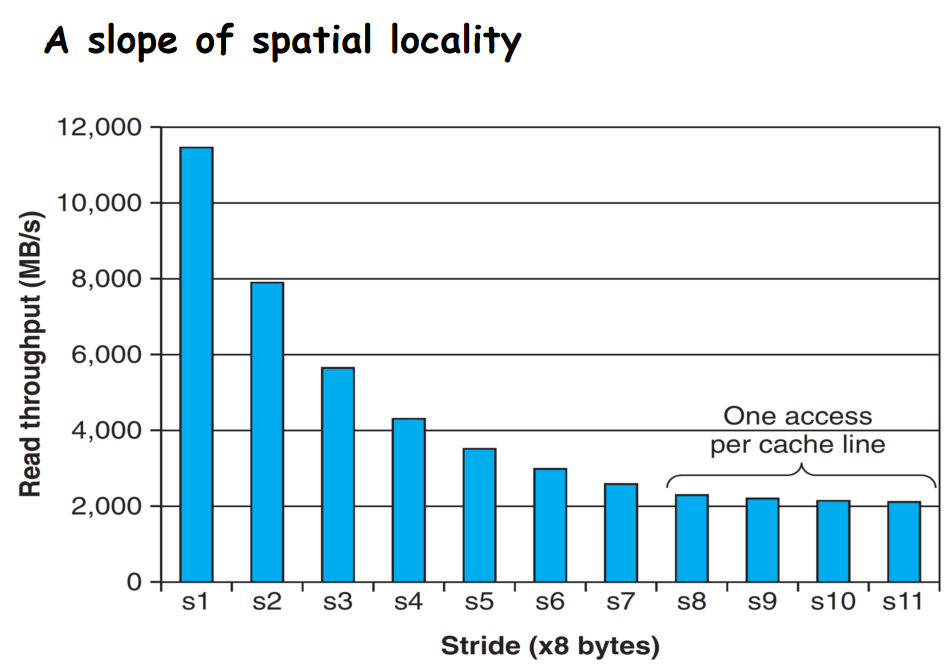 A slope of spatial locality
12,000
10,000
8,000
6,000
4,000
2,000
0
Read throughput (MB/s)
One access
per cache line
s1 s2 s3 s4 s5 s6 s7 s8 s9 s10 s11
Stride (x8 bytes)